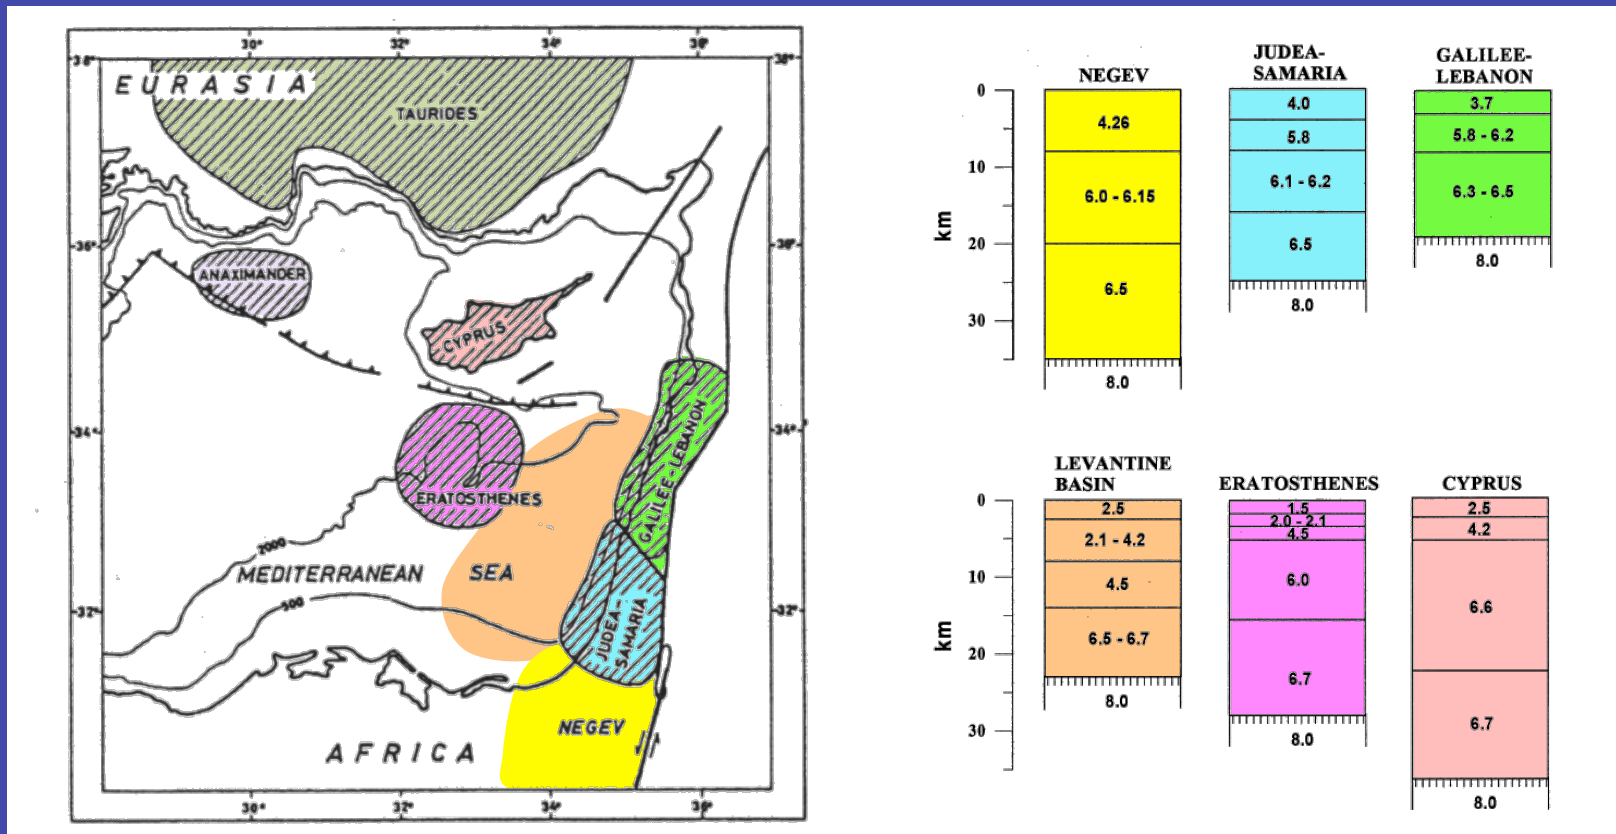 30° 32° 34° 36°
38° 38°
EURASIA
TAURIDES
36° 36°
ANAXIMANDER
CYPRUS
34° 34°
GALILEE-LEBANON
ERATOSTHENES
2000
MEDITERRANEAN SEA
500
32° 32°
JUDEA-
SAMARIA
NEGEV
AFRICA
30° 32° 34° 36°
NEGEV
JUDEA-
SAMARIA
GALILEE-
LEBANON
0
10
20
30
km
4.26
6.0 - 6.15
6.5
8.0
4.0
5.8
6.1 - 6.2
6.5
8.0
3.7
5.8 - 6.2
6.3 - 6.5
8.0
LEVANTINE
BASIN
ERATOSTHENES
CYPRUS
0
10
20
30
km
2.5
2.1 - 4.2
4.5
6.5 - 6.7
8.0
1.5
2.0 - 2.1
4.5
6.0
6.7
8.0
2.5
4.2
6.6
6.7
8.0